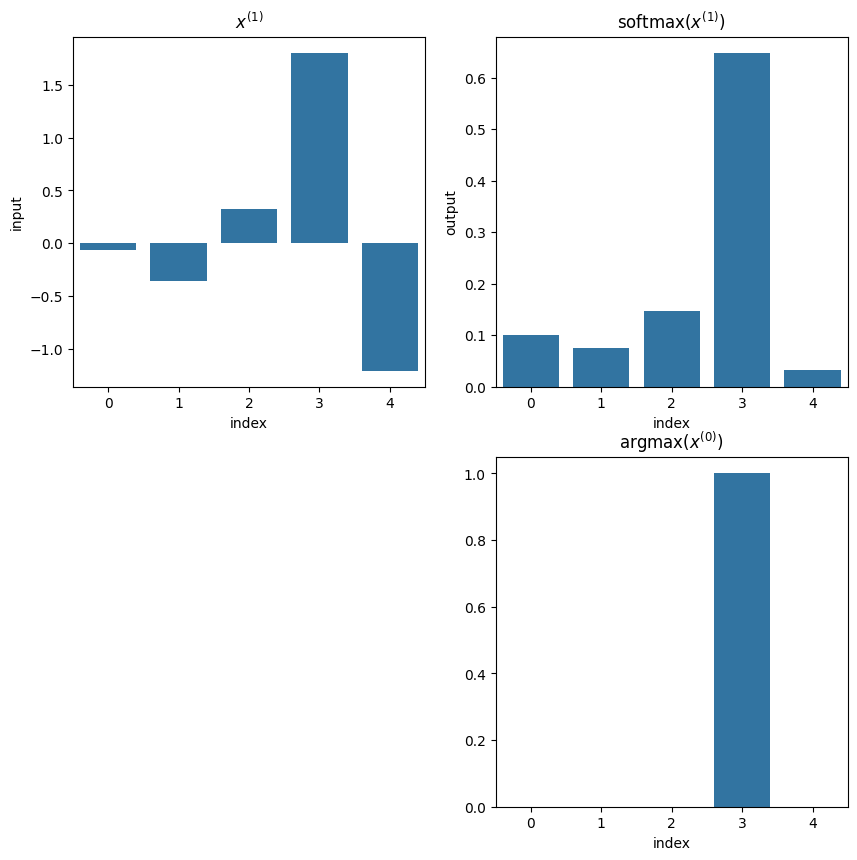 x^{(1)}
1.5
1.0
0.5
0.0
−0.5
−1.0
input
0 1 2 3 4
index
softmax(x^{(1)})
0.6
0.5
0.4
0.3
0.2
0.1
0.0
output
0 1 2 3 4
index
argmax(x^{(0)})
1.0
0.8
0.6
0.4
0.2
0.0
0 1 2 3 4
index